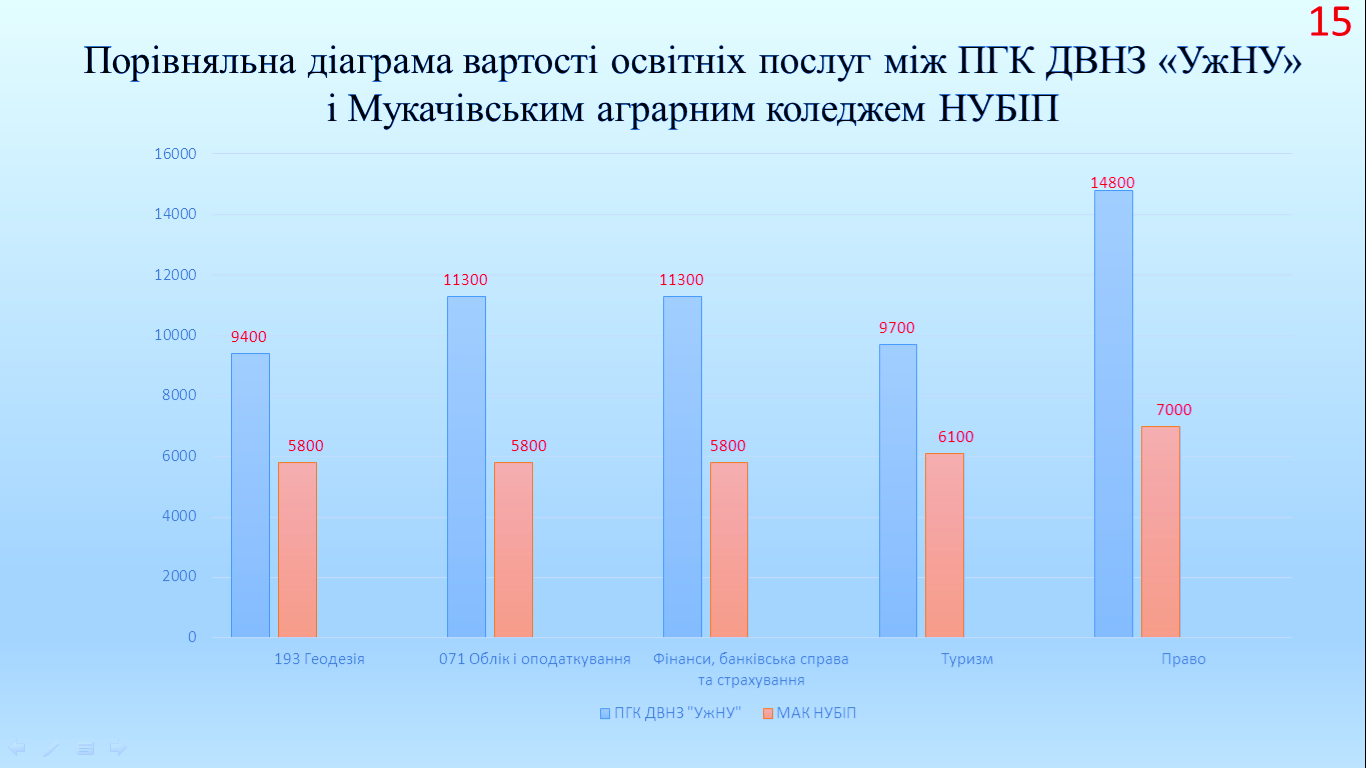 15
Порівняльна діаграма вартості освітніх послуг між ПГК ДВНЗ «УжНУ»
і Мукачівським аграрним коледжем НУБІП
16000
14000
12000
10000
8000
6000
4000
2000
0
9400
5800
11300
5800
11300
5800
9700
6100
14800
7000
193 Геодезія
071 Облік і оподаткування
Фінанси, банківська справа
та страхування
Туризм
Право
ПГК ДВНЗ "УжНУ"
МАК НУБІП